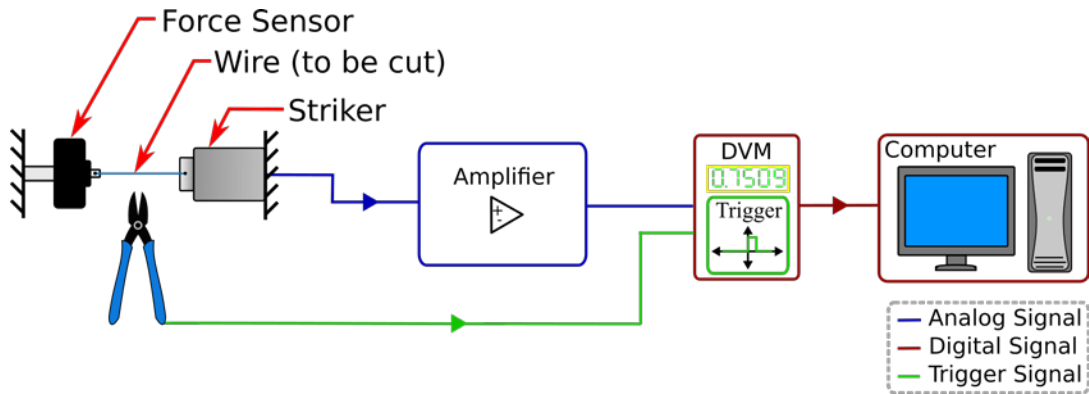 Force Sensor
Wire (to be cut)
Striker
Amplifier
+
-
DVM
0.7509
Trigger
Computer
Analog Signal
Digital Signal
Trigger Signal